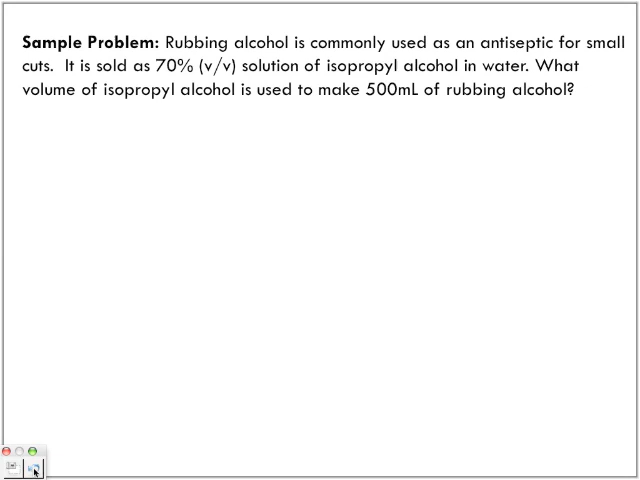 Sample Problem: Rubbing alcohol is commonly used as an antiseptic for small
cuts.  It is sold as 70% (v/v) solution of isopropyl alcohol in water. What
volume of isopropyl alcohol is used to make 500mL of rubbing alcohol?